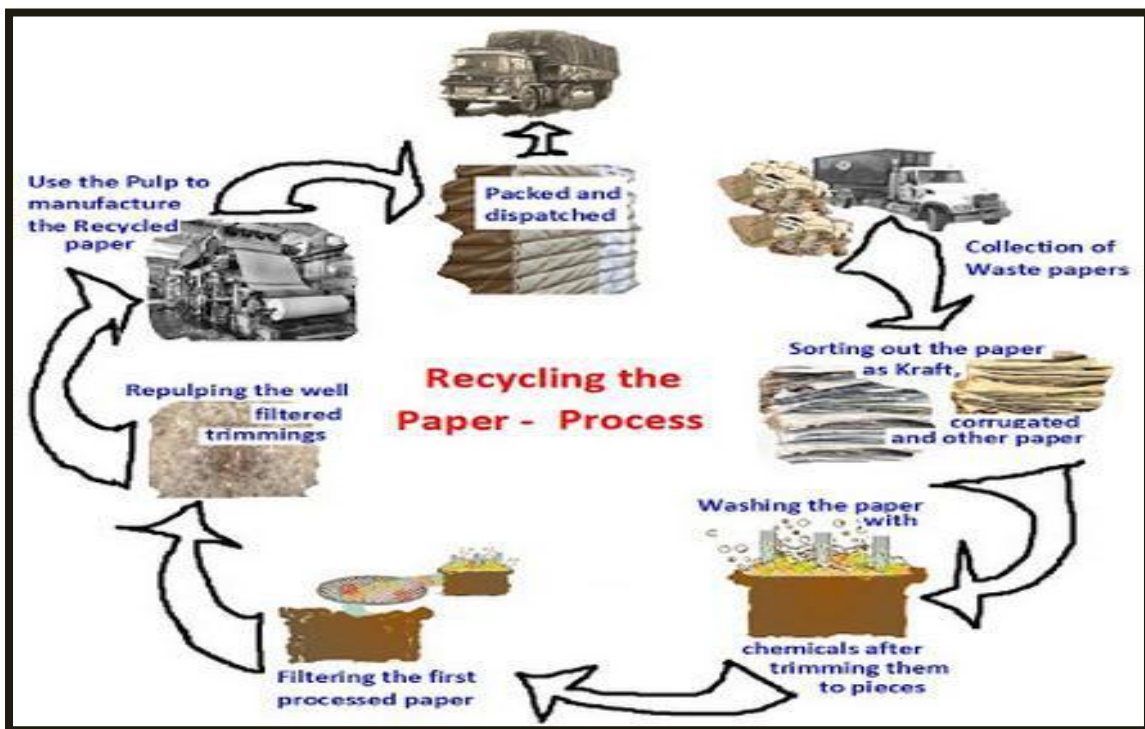 Recycling the
Paper - Process
Collection of
Waste papers
Sorting out the paper
as Kraft,
corrugated
and other paper
Washing the paper
with
chemicals after
trimming them
to pieces
Filtering the first
processed paper
Repulping the well
filtered
trimmings
Use the Pulp to
manufacture
the Recycled
paper
Packed and
dispatched